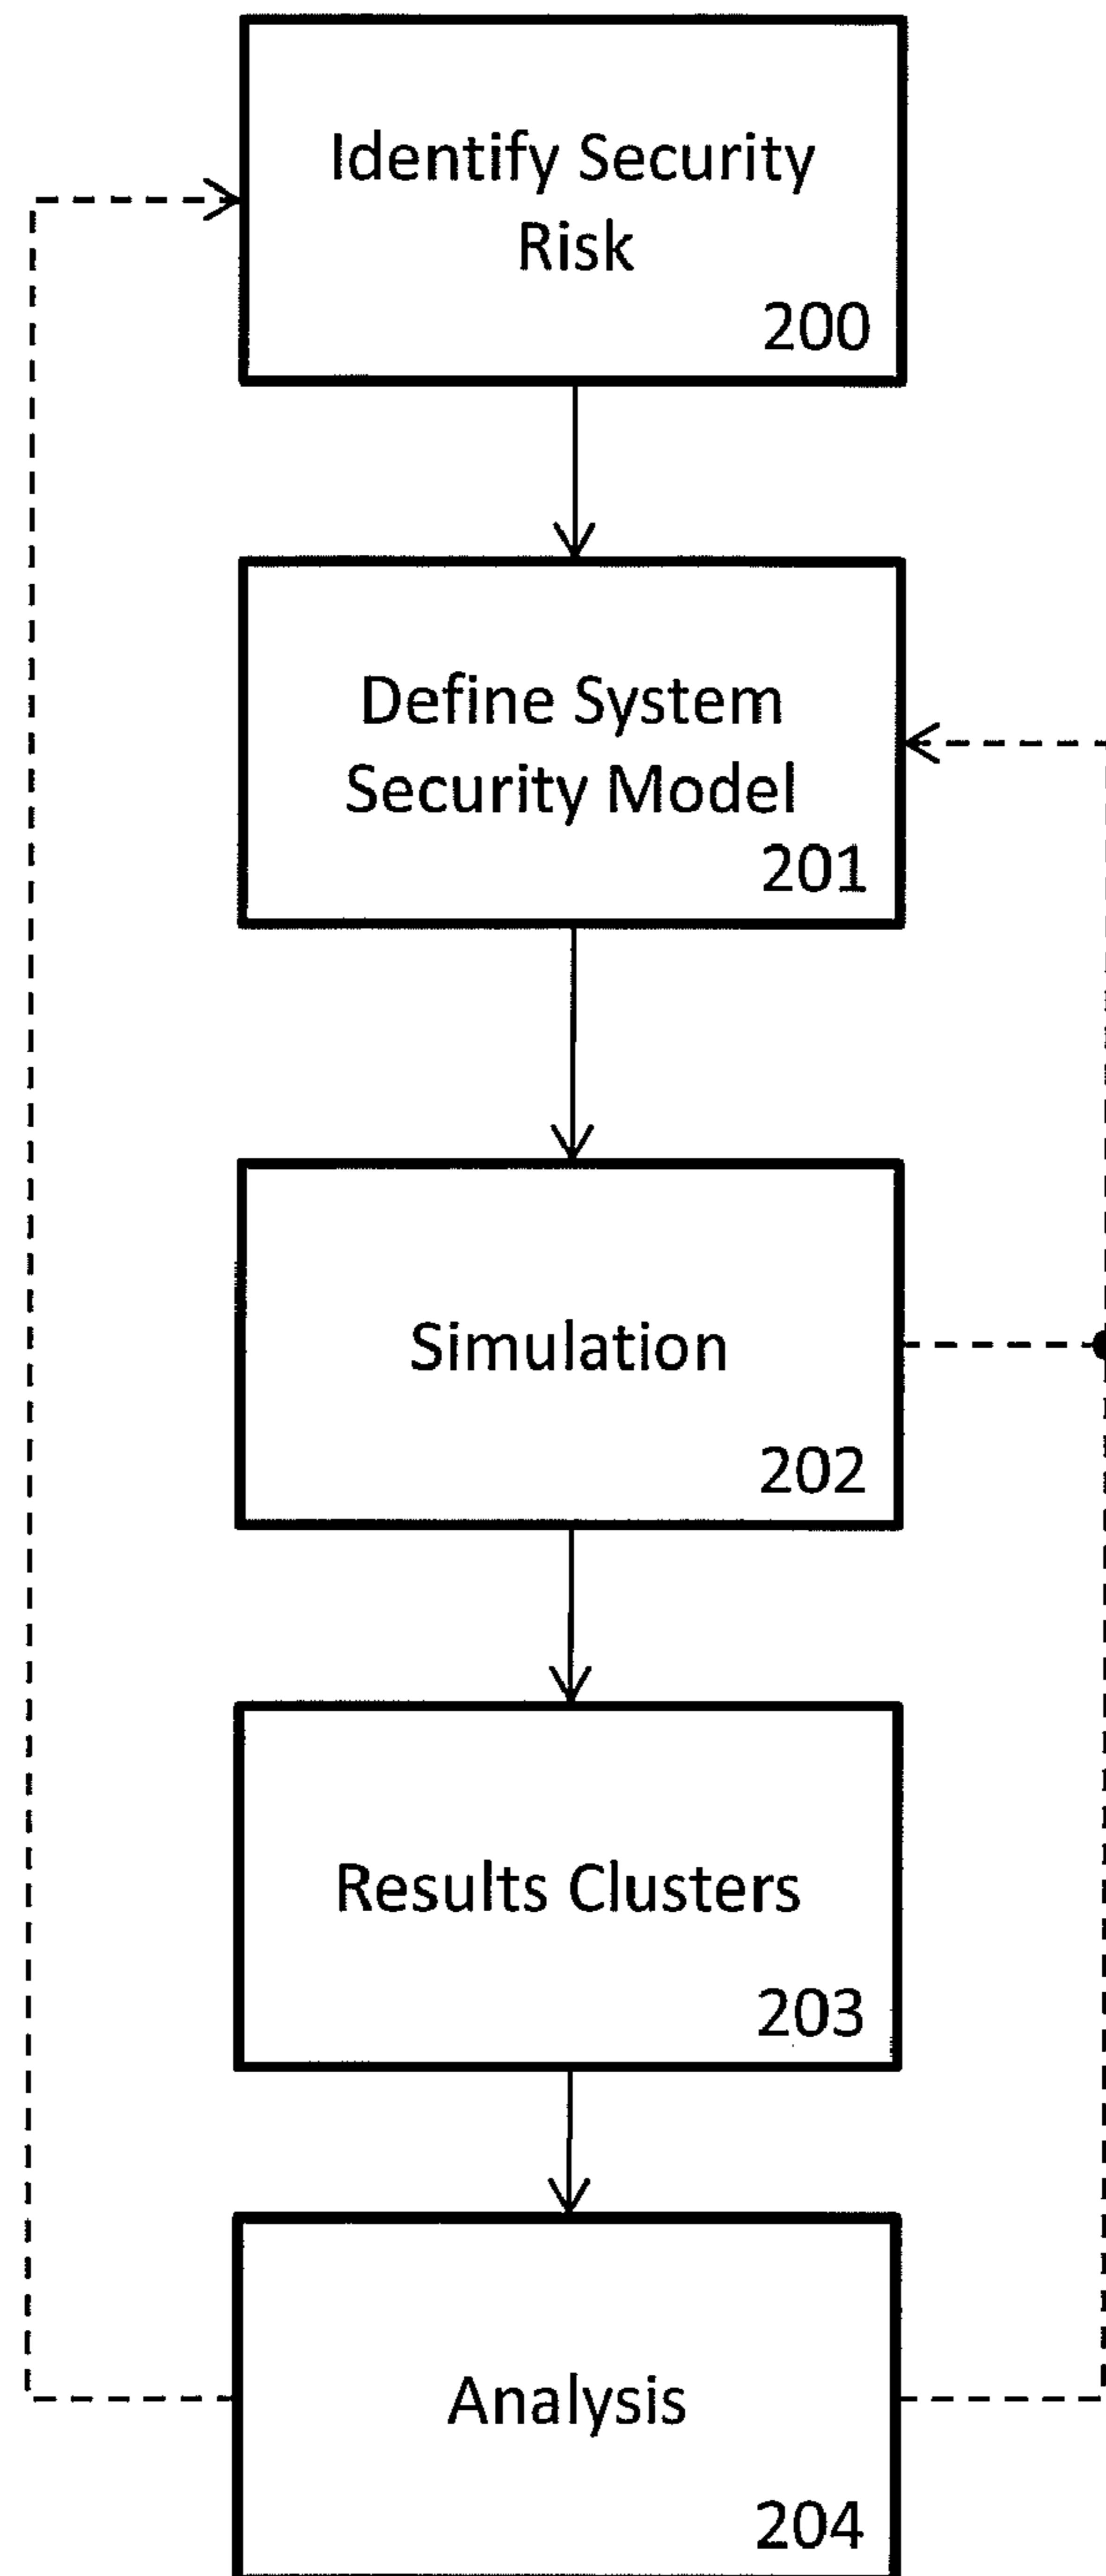 Identify Security
Risk
200
Define System
Security Model
201
Simulation
202
Results Clusters
203
Analysis
204